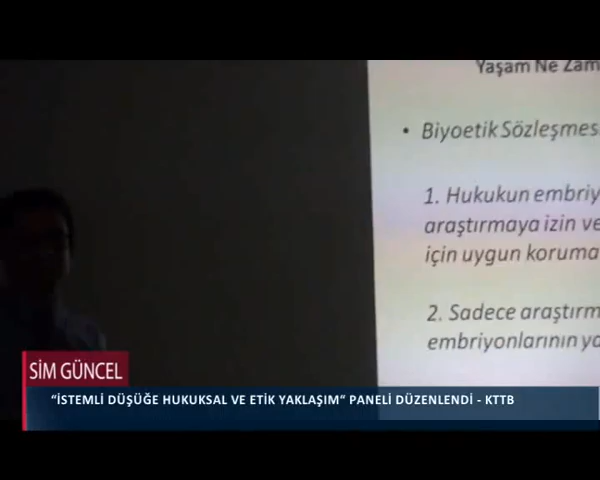 Yaşam Ne Zam
• Biyoetik Sözleşmes
1. Hukukun embriy
araştırmaya izin ve
için uygun koruma
2. Sadece araştırm
embriyonlarının ya
SİM GÜNCEL
“İSTEMLİ DÜŞÜĞE HUKUKSAL VE ETİK YAKLAŞIM” PANELİ DÜZENLENDİ - KTTB